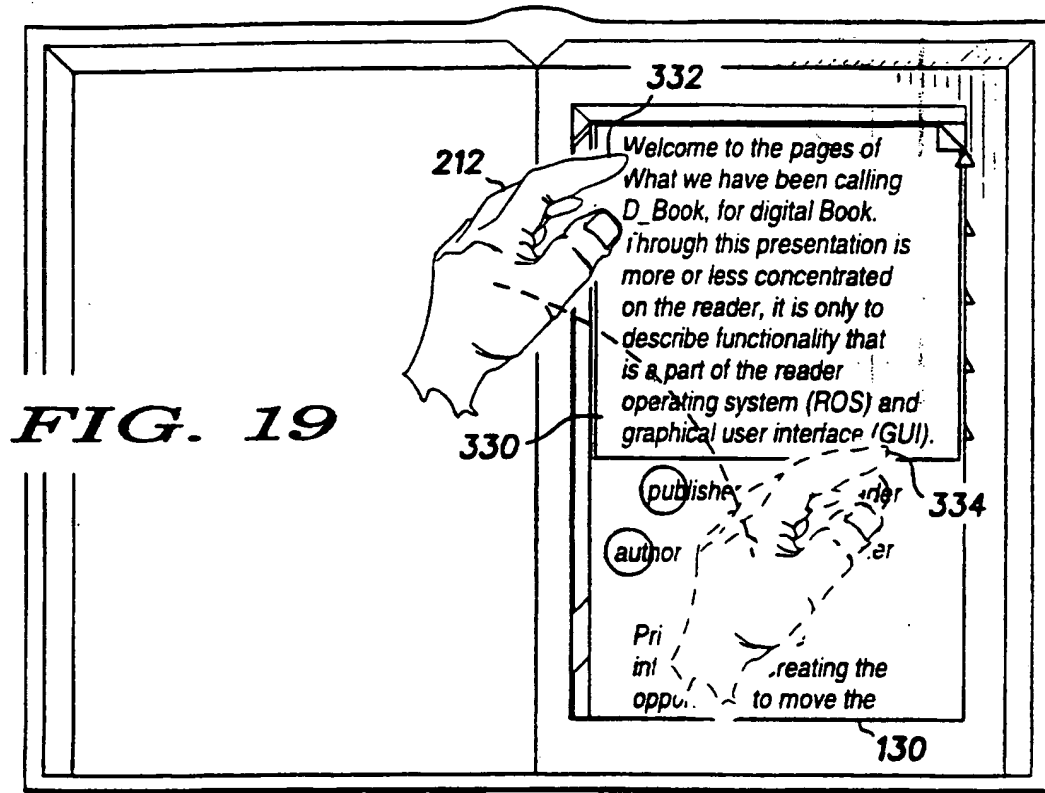 332
212
Welcome to the pages of
What we have been calling
D_Book, for digital Book.
Through this presentation is
more or less concentrated
on the reader, it is only to
describe functionality that
is a part of the reader
operating system (ROS) and
graphical user interface (GUI).
FIG. 19
330
334
publisher
author
to move the
130